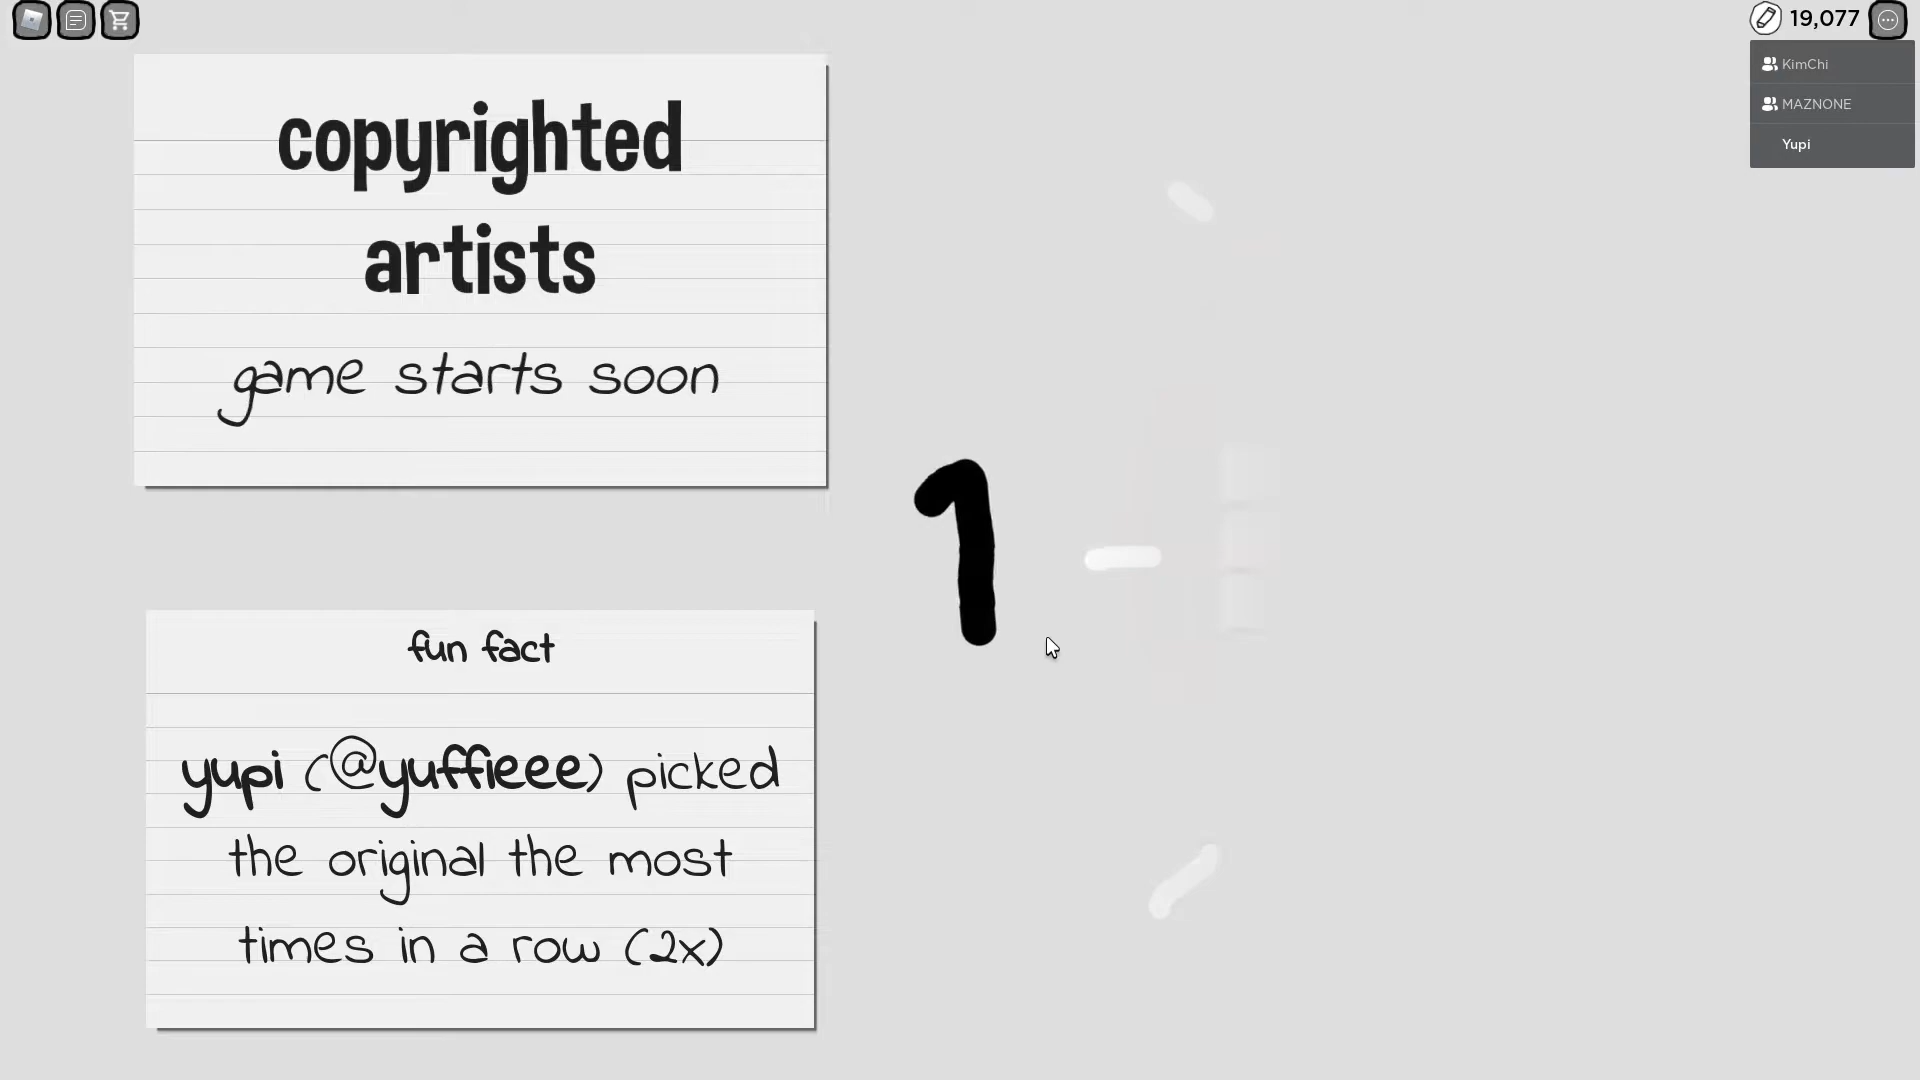 19,077
KimChi
MAZNONE
Yupi
copyrighted
artists
game starts soon
1
fun fact
yupi (@yuffieee) picked
the original the most
times in a row (2x)